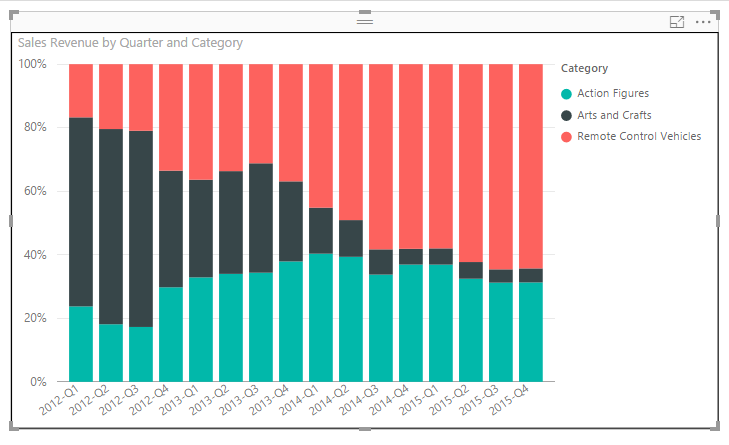 Sales Revenue by Quarter and Category
100%
80%
60%
40%
20%
0%
2012-Q1
2012-Q2
2012-Q3
2012-Q4
2013-Q1
2013-Q2
2013-Q3
2013-Q4
2014-Q1
2014-Q2
2014-Q3
2014-Q4
2015-Q1
2015-Q2
2015-Q3
2015-Q4
Category
Action Figures
Arts and Crafts
Remote Control Vehicles